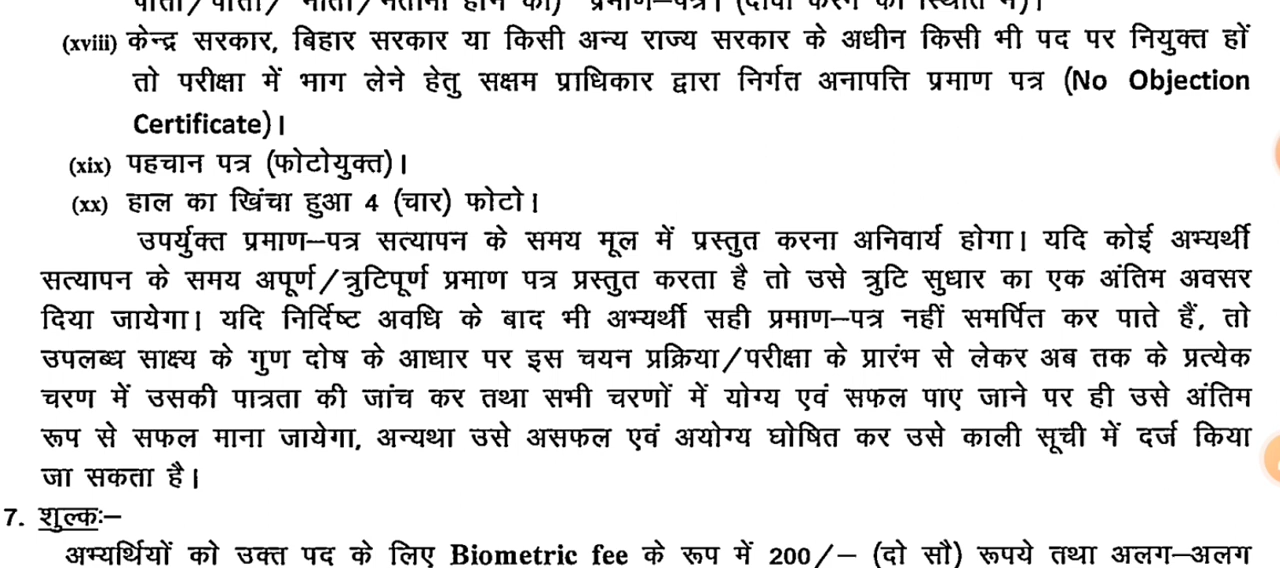 (xviii) केन्द्र सरकार, बिहार सरकार या किसी अन्य राज्य सरकार के अधीन किसी भी पद पर नियुक्त हों
तो परीक्षा में भाग लेने हेतु सक्षम प्राधिकार द्वारा निर्गत अनापत्ति प्रमाण पत्र (No Objection
Certificate)।
(xix) पहचान पत्र (फोटोयुक्त)।
(xx) हाल का खिंचा हुआ 4 (चार) फोटो।
उपर्युक्त प्रमाण–पत्र सत्यापन के समय मूल में प्रस्तुत करना अनिवार्य होगा। यदि कोई अभ्यर्थी
सत्यापन के समय अपूर्ण/त्रुटिपूर्ण प्रमाण पत्र प्रस्तुत करता है तो उसे त्रुटि सुधार का एक अंतिम अवसर
दिया जायेगा। यदि निर्दिष्ट अवधि के बाद भी अभ्यर्थी सही प्रमाण–पत्र नहीं समर्पित कर पाते हैं, तो
उपलब्ध साक्ष्य के गुण दोष के आधार पर इस चयन प्रक्रिया/परीक्षा के प्रारंभ से लेकर अब तक के प्रत्येक
चरण में उसकी पात्रता की जांच कर तथा सभी चरणों में योग्य एवं सफल पाए जाने पर ही उसे अंतिम
रूप से सफल माना जायेगा, अन्यथा उसे असफल एवं अयोग्य घोषित कर उसे काली सूची में दर्ज किया
जा सकता है।
7. शुल्कः–
अभ्यर्थियों को उक्त पद के लिए Biometric fee के रूप में 200/– (दो सौ) रूपये तथा अलग–अलग